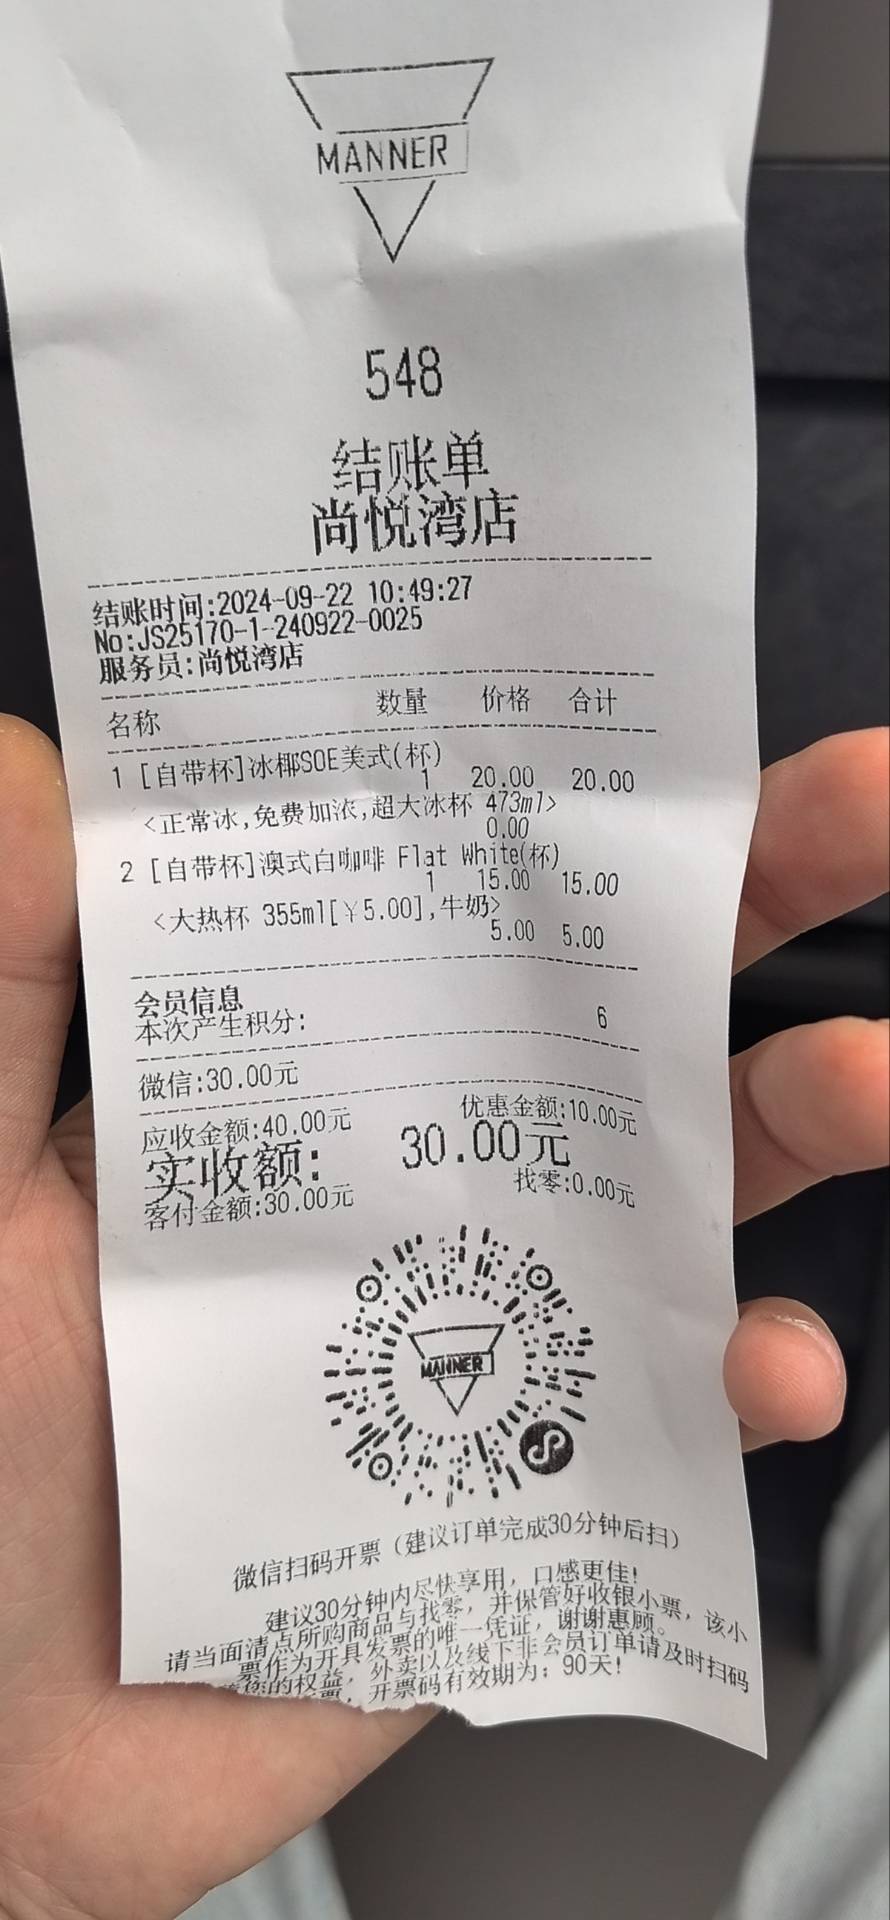 MANNER
548
结账单
尚悦湾店
结账时间:2024-09-22 10:49:27
No:JS25170-1-240922-0025
服务员:尚悦湾店
名称 数量 价格 合计
1 [自带杯]冰椰SOE美式(杯)
1 20.00 20.00
<正常冰,免费加浓,超大冰杯 473ml>
0.00
2 [自带杯]澳式白咖啡 Flat White(杯)
1 15.00 15.00
<大热杯 355ml[￥5.00],牛奶>
5.00 5.00
会员信息
本次产生积分: 6
微信:30.00元
应收金额:40.00元 优惠金额:10.00元
实收额: 30.00元
客付金额:30.00元 找零:0.00元
MANNER
微信扫码开票（建议订单完成30分钟后扫）
建议30分钟内尽快享用，口感更佳!
请当面清点所购商品与找零，并保管好收银小票，该小
票作为开具发票的唯一凭证，谢谢惠顾。
您的权益，外卖以及线下非会员订单请及时扫码
票，开票码有效期为：90天!